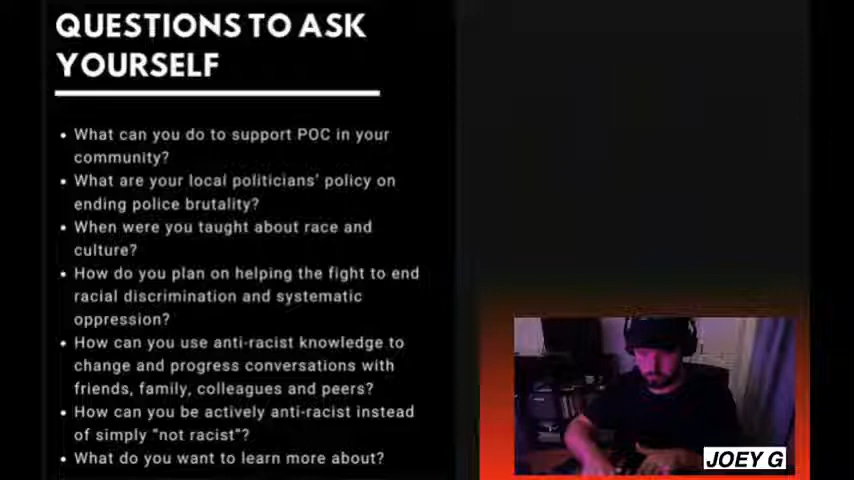 QUESTIONS TO ASK
YOURSELF
• What can you do to support POC in your
community?
• What are your local politicians' policy on
ending police brutality?
• When were you taught about race and
culture?
• How do you plan on helping the fight to end
racial discrimination and systematic
oppression?
• How can you use anti-racist knowledge to
change and progress conversations with
friends, family, colleagues and peers?
• How can you be actively anti-racist instead
of simply "not racist"?
• What do you want to learn more about?
JOEY G